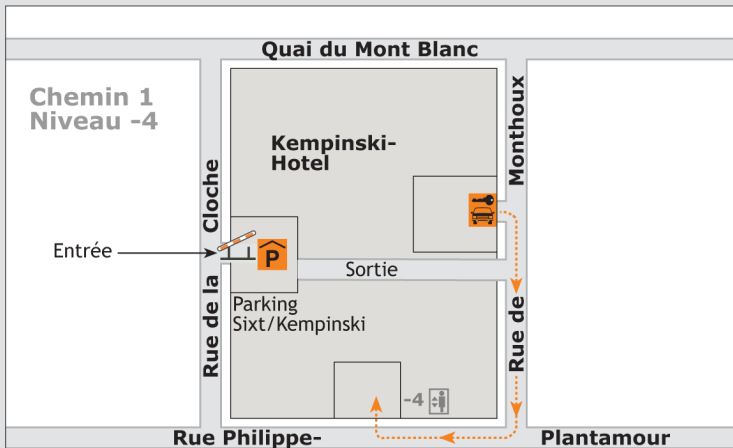 Quai du Mont Blanc
Chemin 1
Niveau -4
Kempinski-
Hotel
Rue de Monthoux
Rue de la Cloche
Entrée
P
Sortie
Parking
Sixt/Kempinski
-4
Rue Philippe-Plantamour